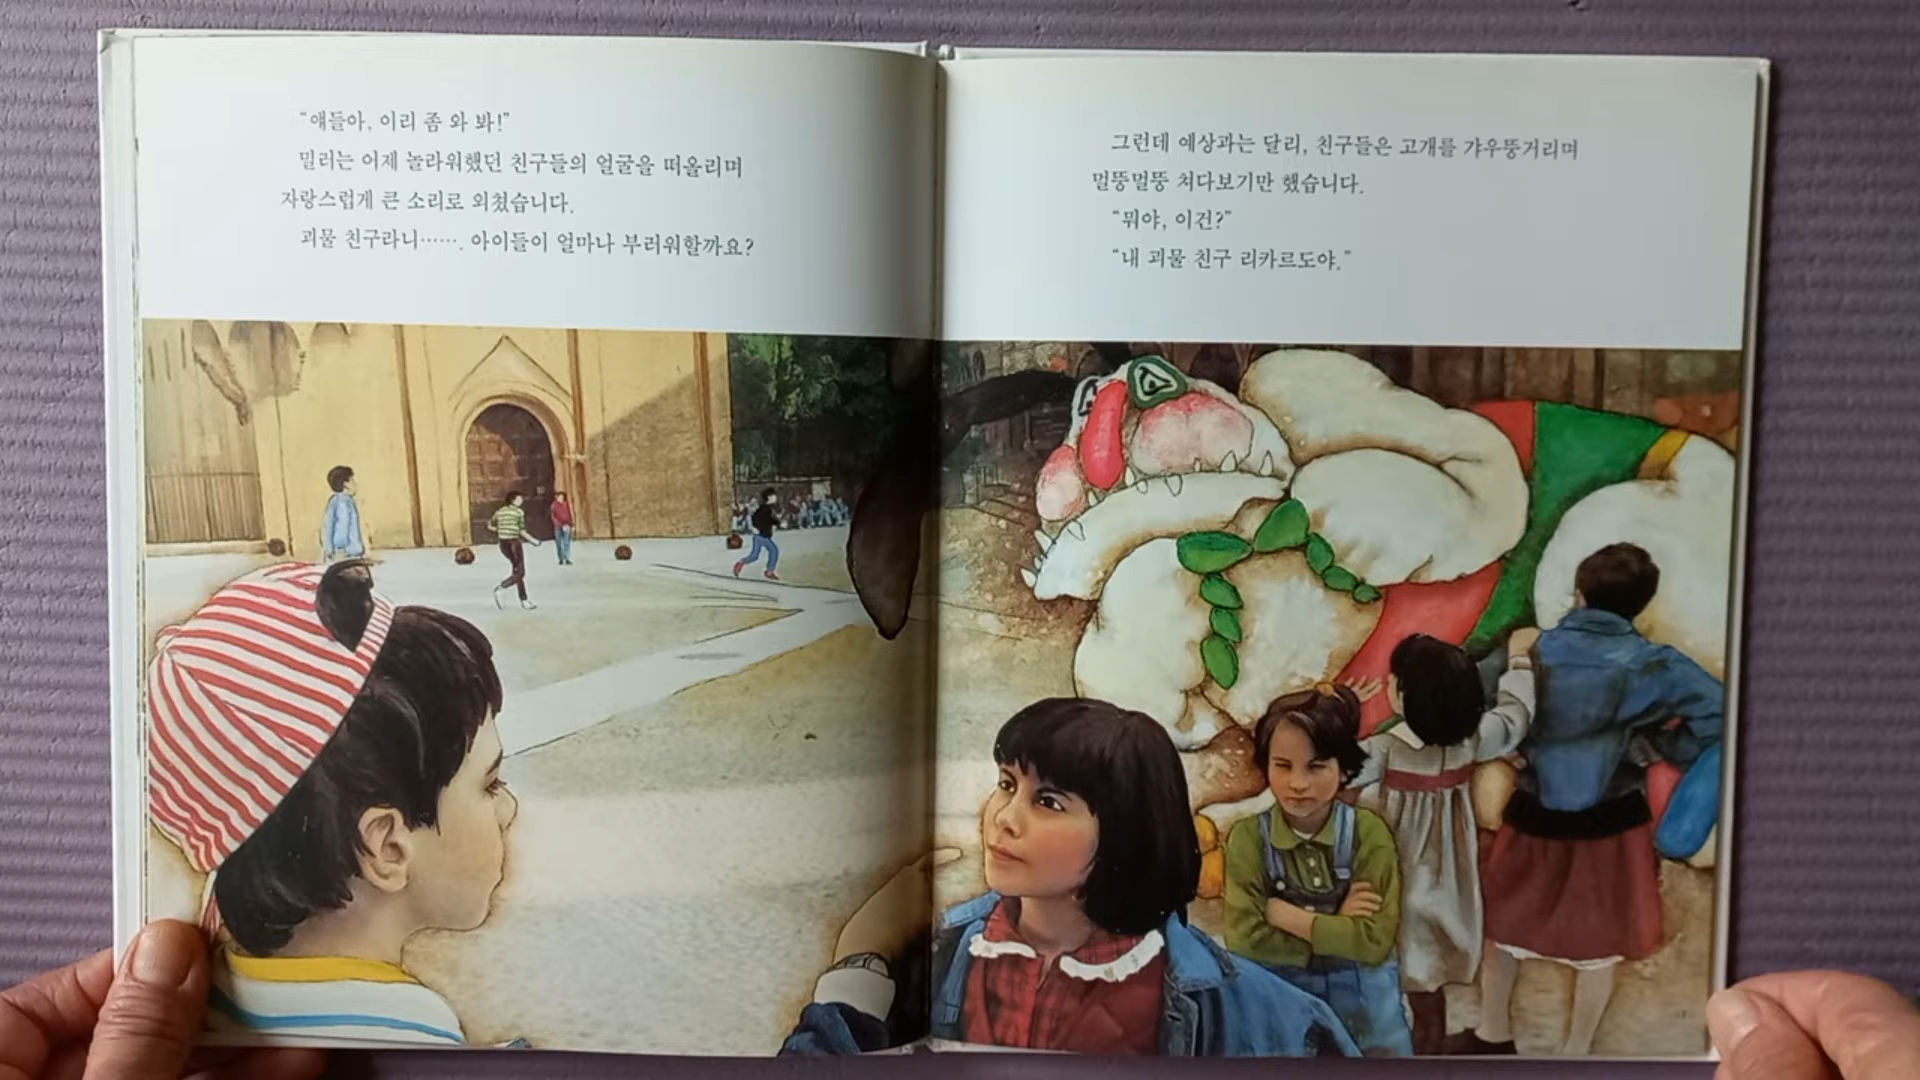 “얘들아, 이리 좀 와 봐!”
밀러는 어제 놀라워했던 친구들의 얼굴을 떠올리며
자랑스럽게 큰 소리로 외쳤습니다.
괴물 친구라니……. 아이들이 얼마나 부러워할까요?
그런데 예상과는 달리, 친구들은 고개를 갸우뚱거리며
멀뚱멀뚱 쳐다보기만 했습니다.
“뭐야, 이건?”
“내 괴물 친구 리카르도야.”